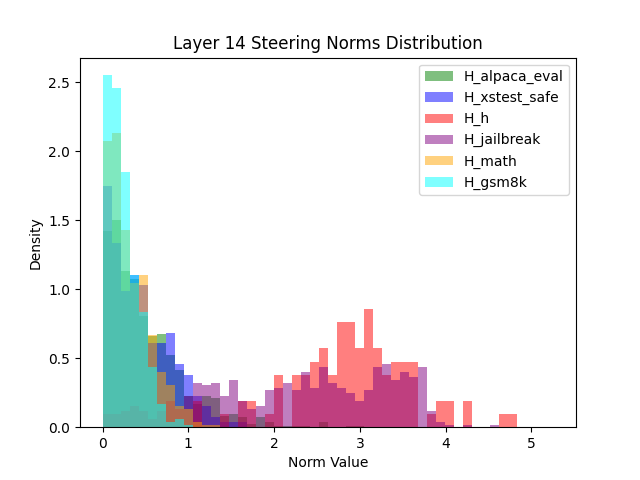 Layer 14 Steering Norms Distribution
H_alpaca_eval
H_xstest_safe
H_h
H_jailbreak
H_math
H_gsm8k
2.5
2.0
1.5
1.0
0.5
0.0
Density
0
1
2
3
4
5
Norm Value